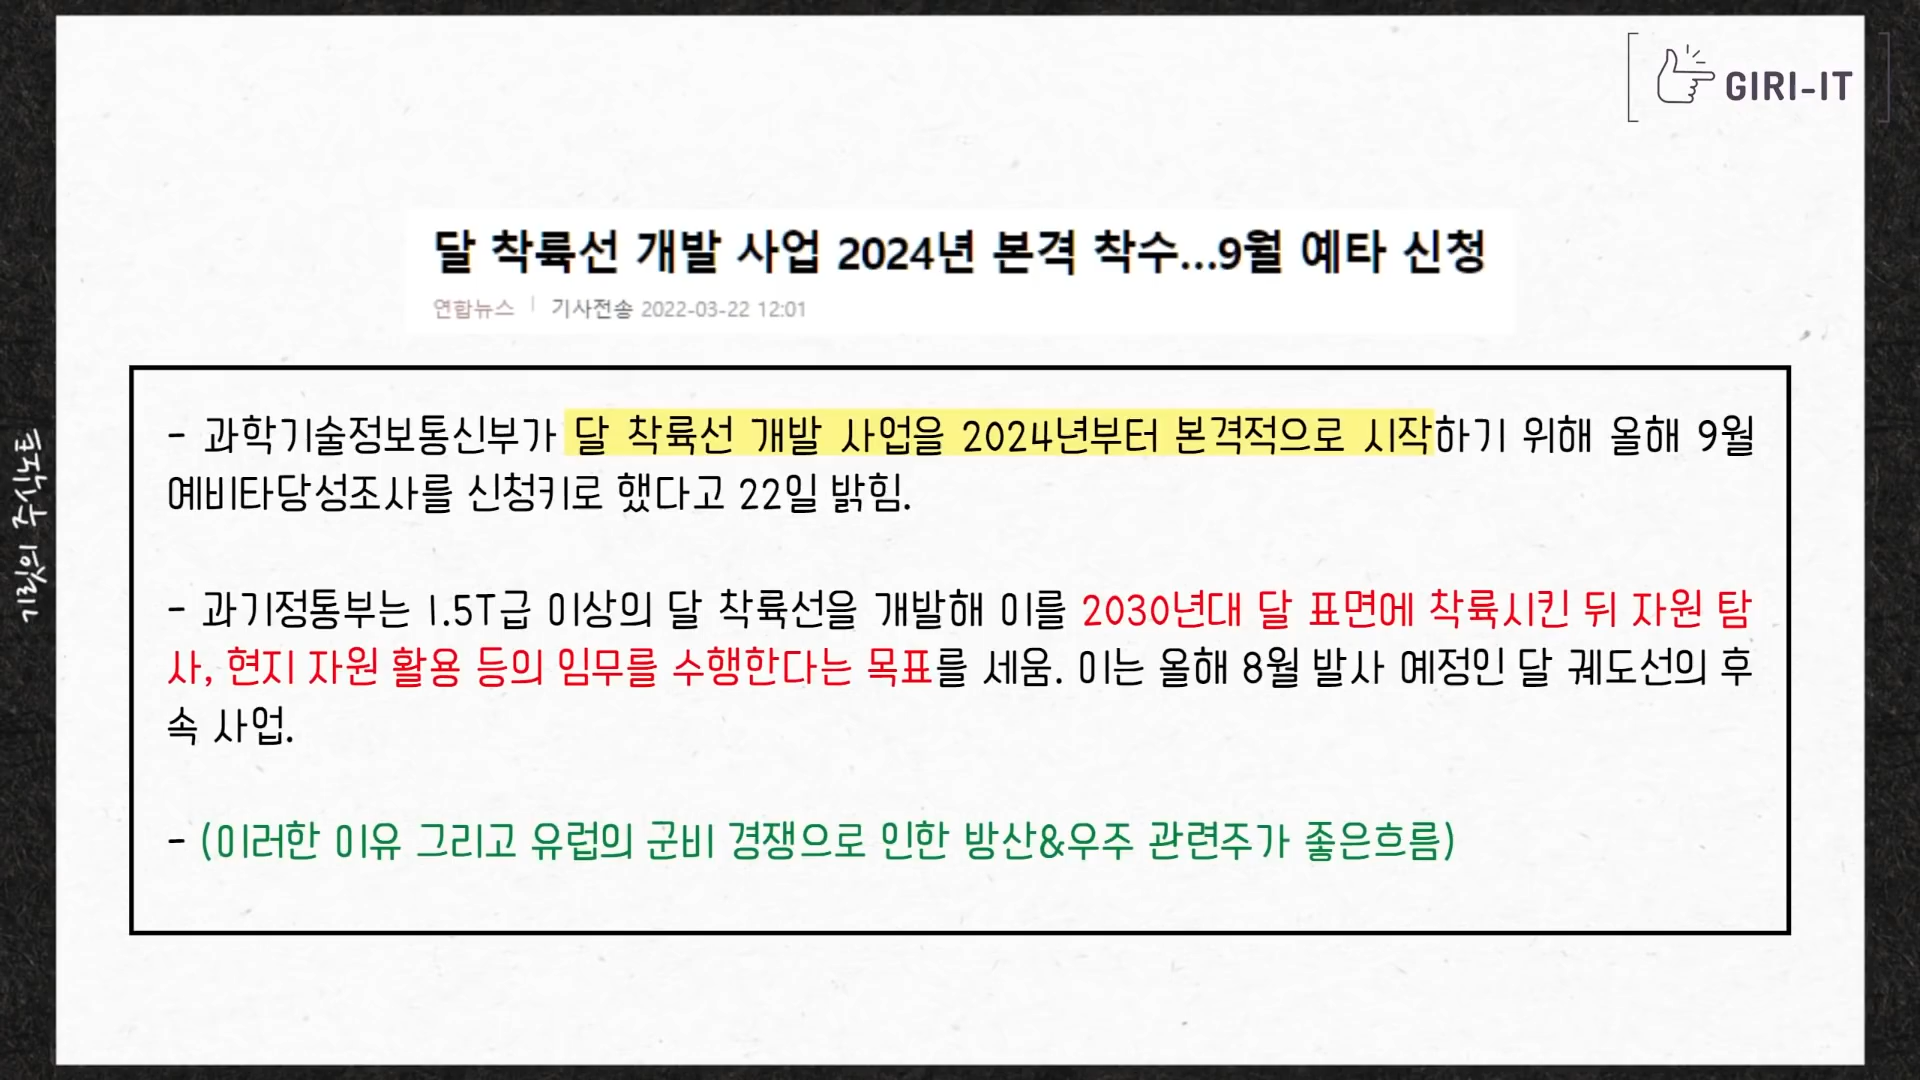 GIRI-IT
달 착륙선 개발 사업 2024년 본격 착수...9월 예타 신청
연합뉴스 | 기사전송 2022-03-22 12:01
- 과학기술정보통신부가 달 착륙선 개발 사업을 2024년부터 본격적으로 시작하기 위해 올해 9월
예비타당성조사를 신청키로 했다고 22일 밝힘.
- 과기정통부는 1.5T급 이상의 달 착륙선을 개발해 이를 2030년대 달 표면에 착륙시킨 뒤 자원 탐
사, 현지 자원 활용 등의 임무를 수행한다는 목표를 세움. 이는 올해 8월 발사 예정인 달 궤도선의 후
속 사업.
- (이러한 이유 그리고 유럽의 군비 경쟁으로 인한 방산&우주 관련주가 좋은흐름)
기릿의 주식노트